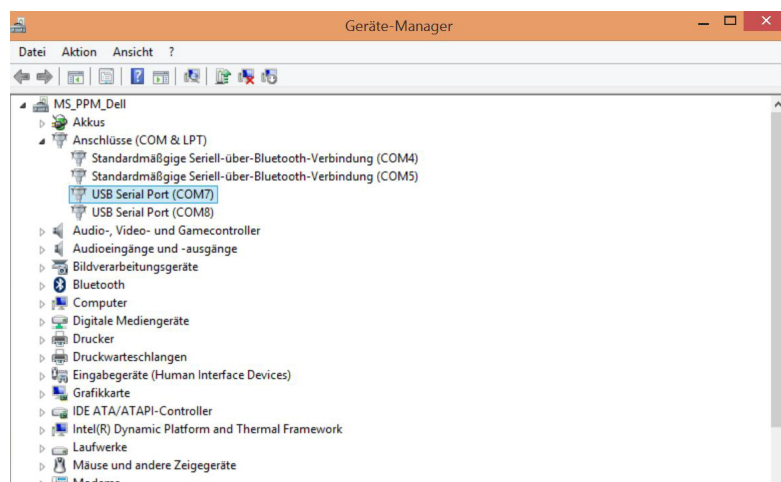 Geräte-Manager
Datei Aktion Ansicht ?
MS_PPM_Dell
Akkus
Anschlüsse (COM & LPT)
Standardmäßgige Seriell-über-Bluetooth-Verbindung (COM4)
Standardmäßgige Seriell-über-Bluetooth-Verbindung (COM5)
USB Serial Port (COM7)
USB Serial Port (COM8)
Audio-, Video- und Gamecontroller
Audioeingänge und -ausgänge
Bildverarbeitungsgeräte
Bluetooth
Computer
Digitale Mediengeräte
Drucker
Druckwarteschlangen
Eingabegeräte (Human Interface Devices)
Grafikkarte
IDE ATA/ATAPI-Controller
Intel(R) Dynamic Platform and Thermal Framework
Laufwerke
Mäuse und andere Zeigegeräte